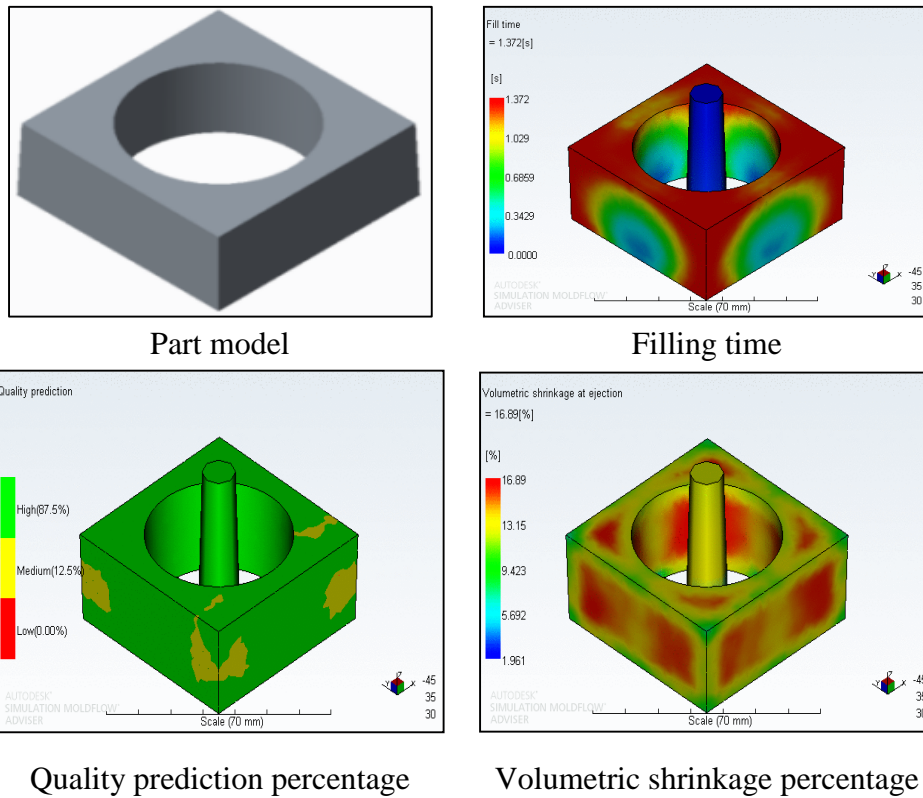 Fill time
= 1.372[s]
[s]
1.372
1.029
0.6859
0.3429
0.0000
AUTODESK'
SIMULATION MOLDFLOW'
ADVISER
Scale (70 mm)
Z
Y
X
-45
35
30
Part model
Filling time
Quality prediction
High(87.5%)
Medium(12.5%)
Low(0.00%)
AUTODESK'
SIMULATION MOLDFLOW'
ADVISER
Scale (70 mm)
Z
Y
X
-45
35
30
Volumetric shrinkage at ejection
= 16.89[%]
[%]
16.89
13.15
9.423
5.692
1.961
AUTODESK'
SIMULATION MOLDFLOW'
ADVISER
Scale (70 mm)
Z
Y
X
Quality prediction percentage
Volumetric shrinkage percentage